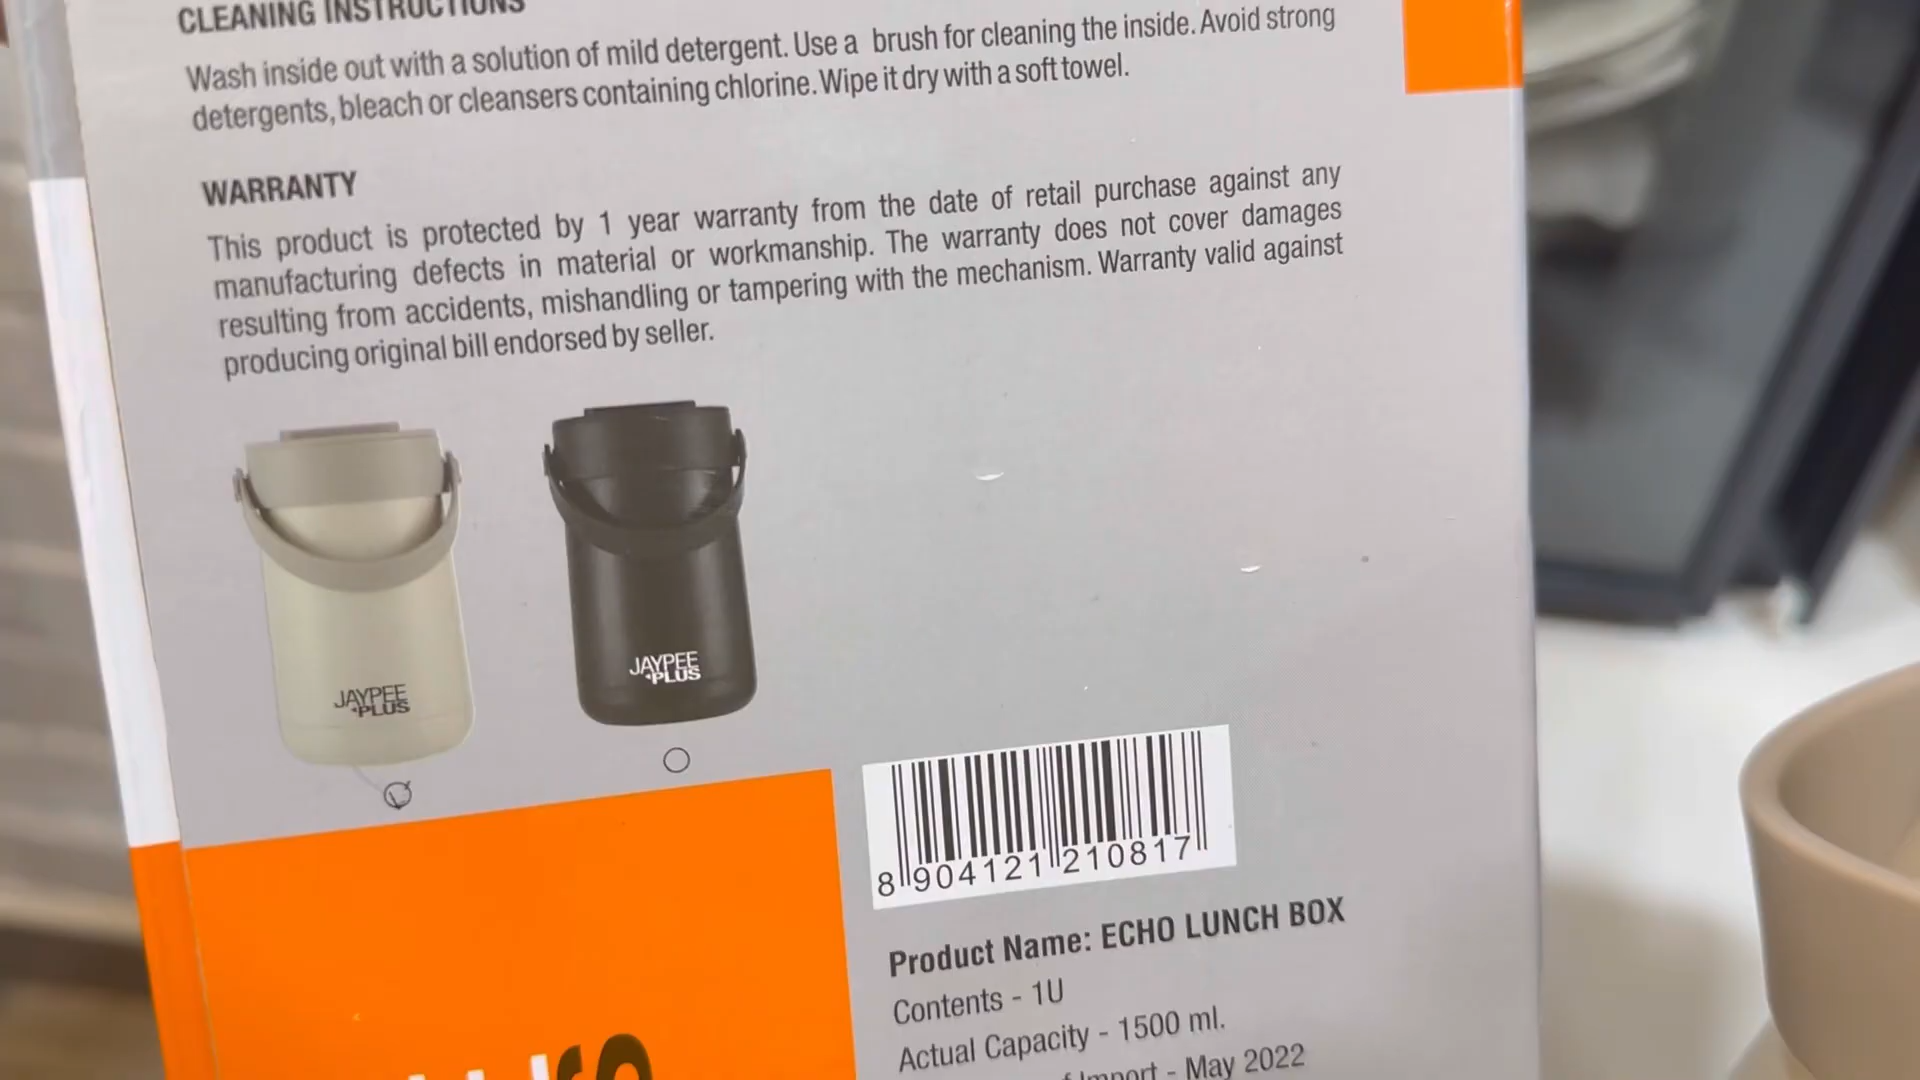 CLEANING INSTRUCTIONS
Wash inside out with a solution of mild detergent. Use a brush for cleaning the inside. Avoid strong
detergents, bleach or cleansers containing chlorine. Wipe it dry with a soft towel.
WARRANTY
This product is protected by 1 year warranty from the date of retail purchase against any
manufacturing defects in material or workmanship. The warranty does not cover damages
resulting from accidents, mishandling or tampering with the mechanism. Warranty valid against
producing original bill endorsed by seller.
JAYPEE
PLUS
JAYPEE
PLUS
8 904121 210817
Product Name: ECHO LUNCH BOX
Contents - 1U
Actual Capacity - 1500 ml.
Import - May 2022